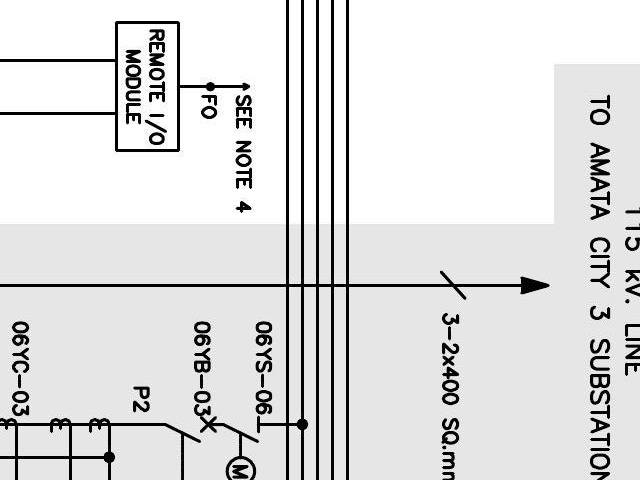 115 kV. LINE
TO AMATA CITY 3 SUBSTATION
3-2x400 SQ.mm
SEE NOTE 4
FO
REMOTE I/O
MODULE
06YS-06
06YB-03
P2
06YC-03
M